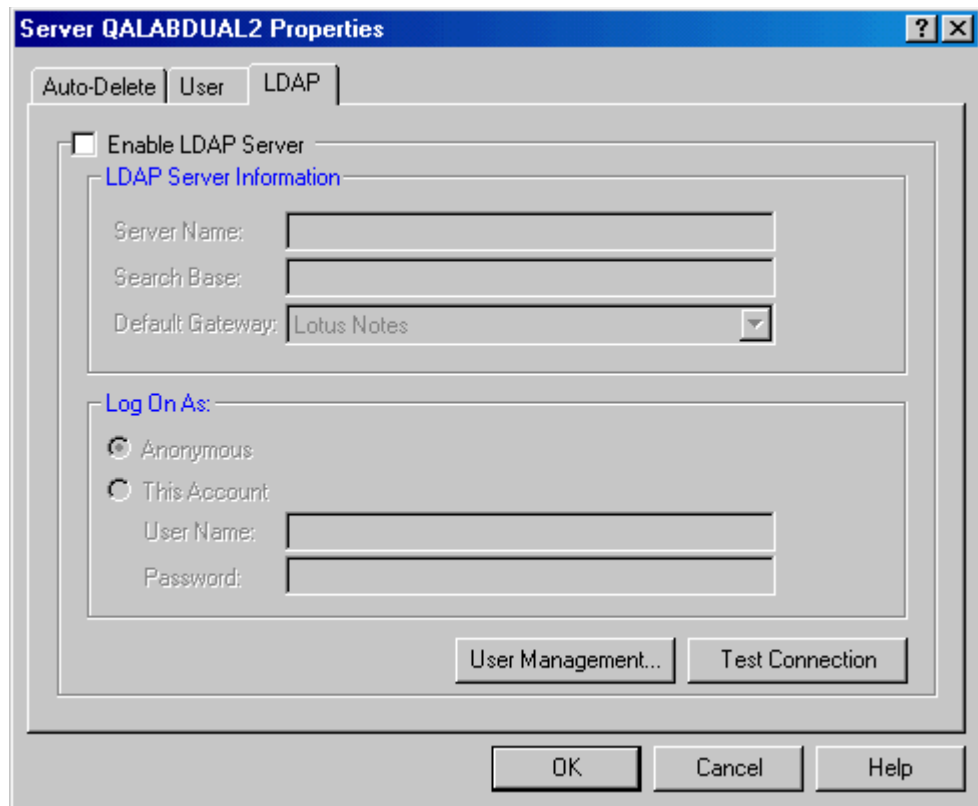 Server QALABDUAL2 Properties
Auto-Delete User LDAP
Enable LDAP Server
LDAP Server Information
Server Name:
Search Base:
Default Gateway: Lotus Notes
Log On As:
Anonymous
This Account
User Name:
Password:
User Management... Test Connection
OK Cancel Help